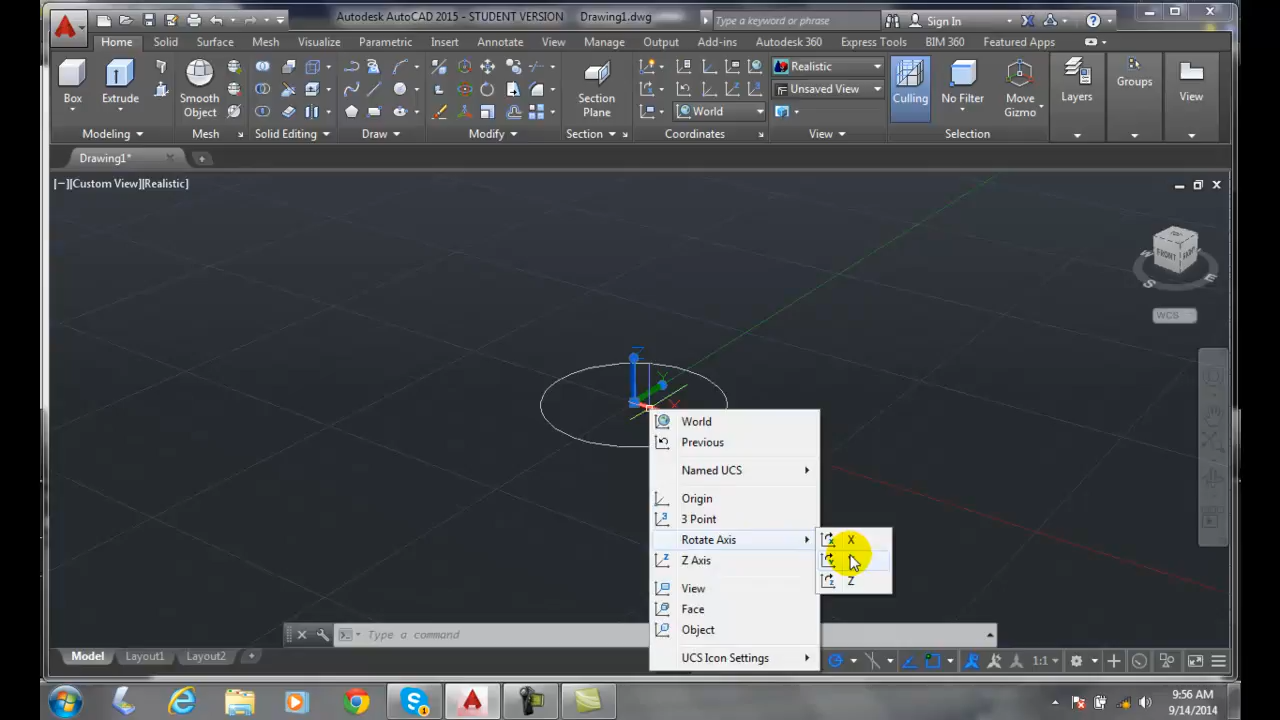 Autodesk AutoCAD 2015 - STUDENT VERSION Drawing1.dwg Type a keyword or phrase Sign In
Home Solid Surface Mesh Visualize Parametric Insert Annotate View Manage Output Add-ins Autodesk 360 Express Tools BIM 360 Featured Apps
Box Extrude Smooth Object Section Plane Realistic Unsaved View World Culling No Filter Move Gizmo Layers Groups View
Modeling Mesh Solid Editing Draw Modify Section Coordinates View Selection
Drawing1*
[−][Custom View][Realistic]
TOP
FRONT
W
S
E
WCS
Y
X
World
Previous
Named UCS
Origin
3 Point
Rotate Axis
X
Z Axis
Z
View
Face
Object
UCS Icon Settings
Type a command
Model Layout1 Layout2 1:1
9:56 AM
9/14/2014